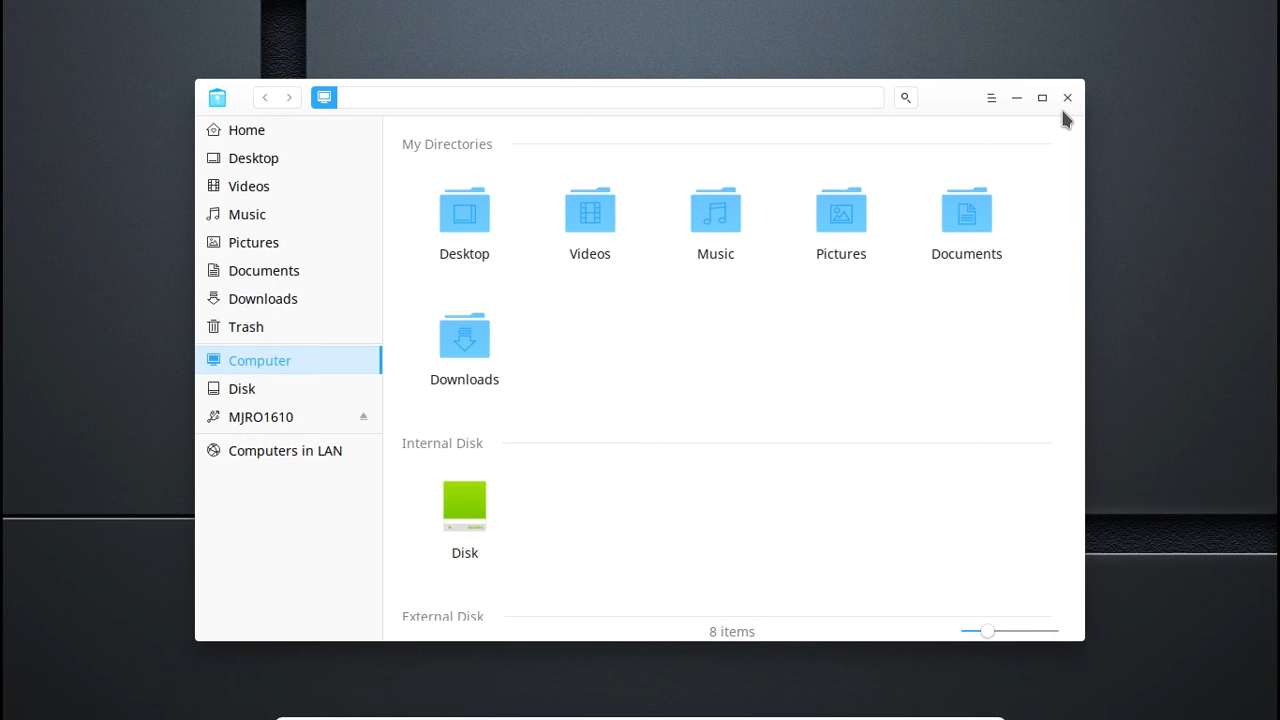 Home
Desktop
Videos
Music
Pictures
Documents
Downloads
Trash
Computer
Disk
MJRO1610
Computers in LAN
My Directories
Desktop
Videos
Music
Pictures
Documents
Downloads
Internal Disk
Disk
External Disk
8 items